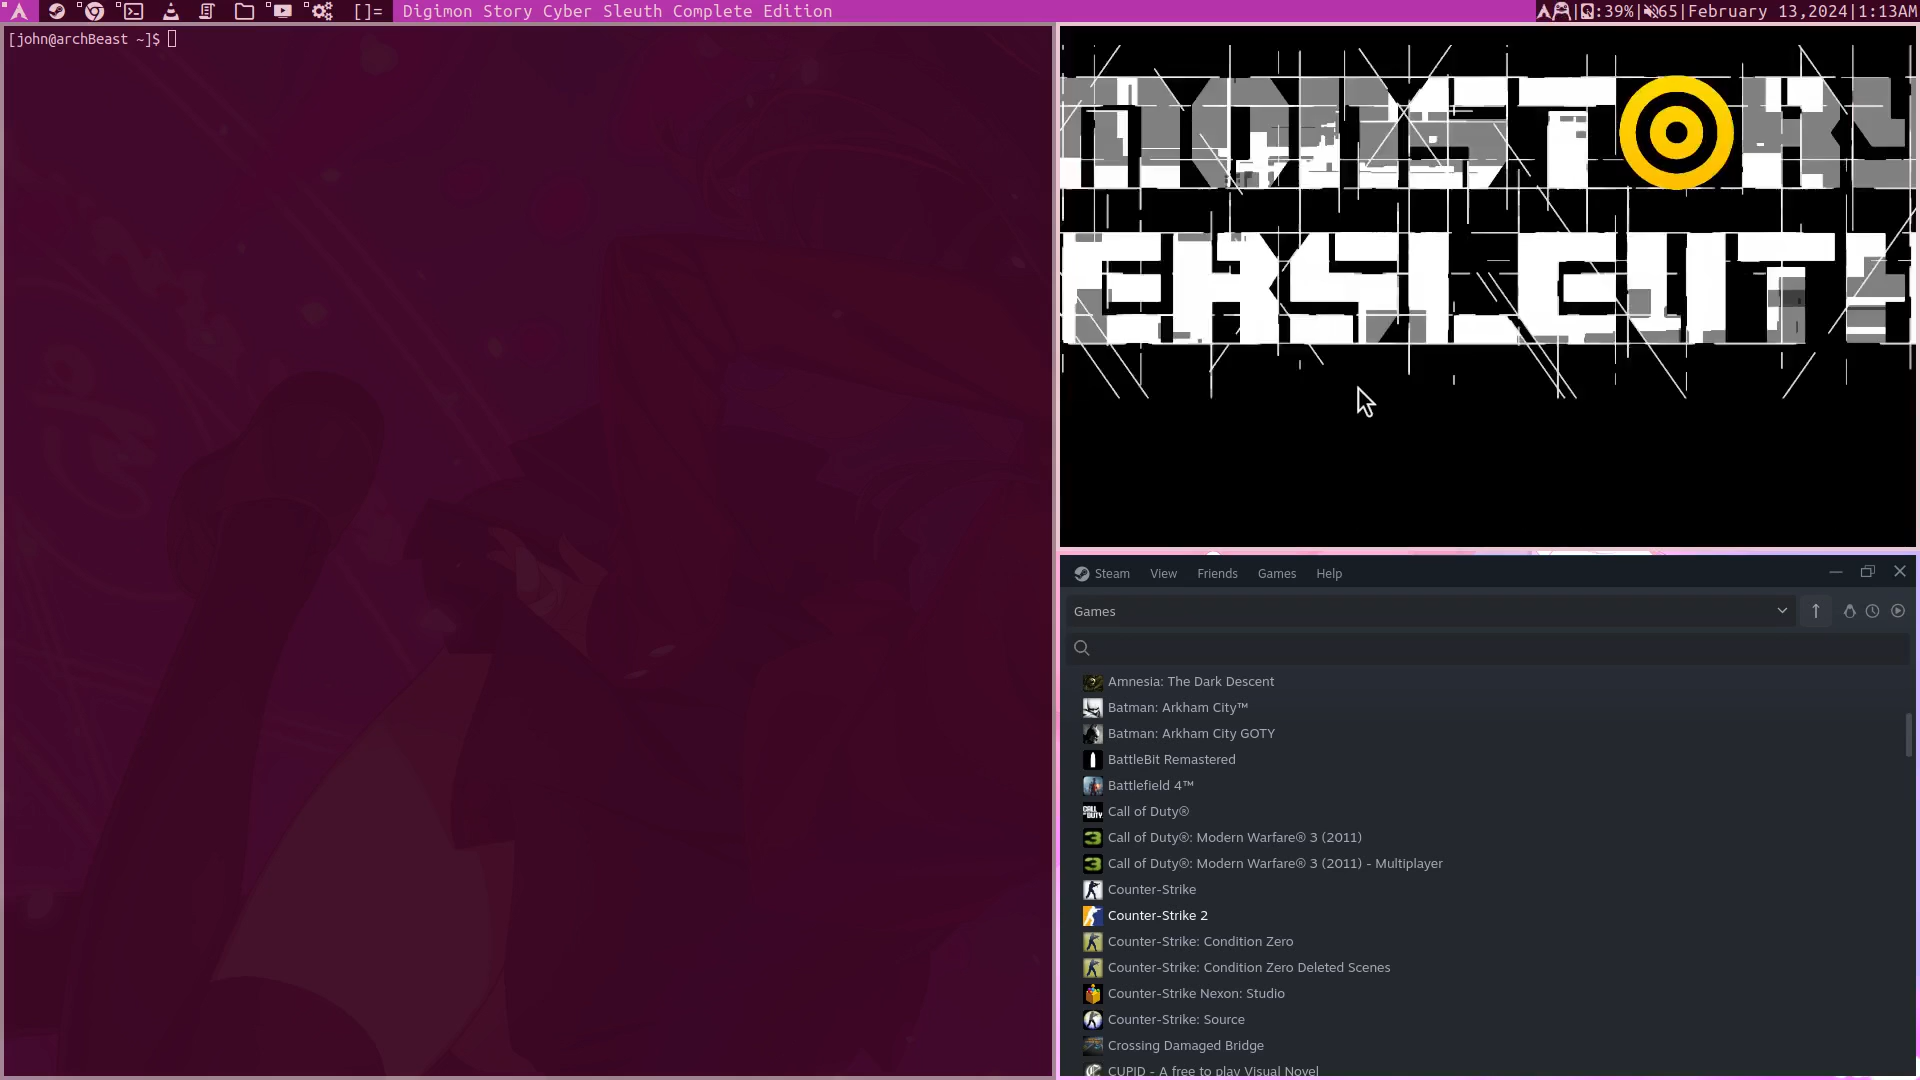 []= Digimon Story Cyber Sleuth Complete Edition :39%| 65|February 13,2024|1:13AM
[john@archBeast ~]$
Steam View Friends Games Help
Games
Amnesia: The Dark Descent
Batman: Arkham City™
Batman: Arkham City GOTY
BattleBit Remastered
Battlefield 4™
Call of Duty®
Call of Duty®: Modern Warfare® 3 (2011)
Call of Duty®: Modern Warfare® 3 (2011) - Multiplayer
Counter-Strike
Counter-Strike 2
Counter-Strike: Condition Zero
Counter-Strike: Condition Zero Deleted Scenes
Counter-Strike Nexon: Studio
Counter-Strike: Source
Crossing Damaged Bridge
CUPID - A free to play Visual Novel